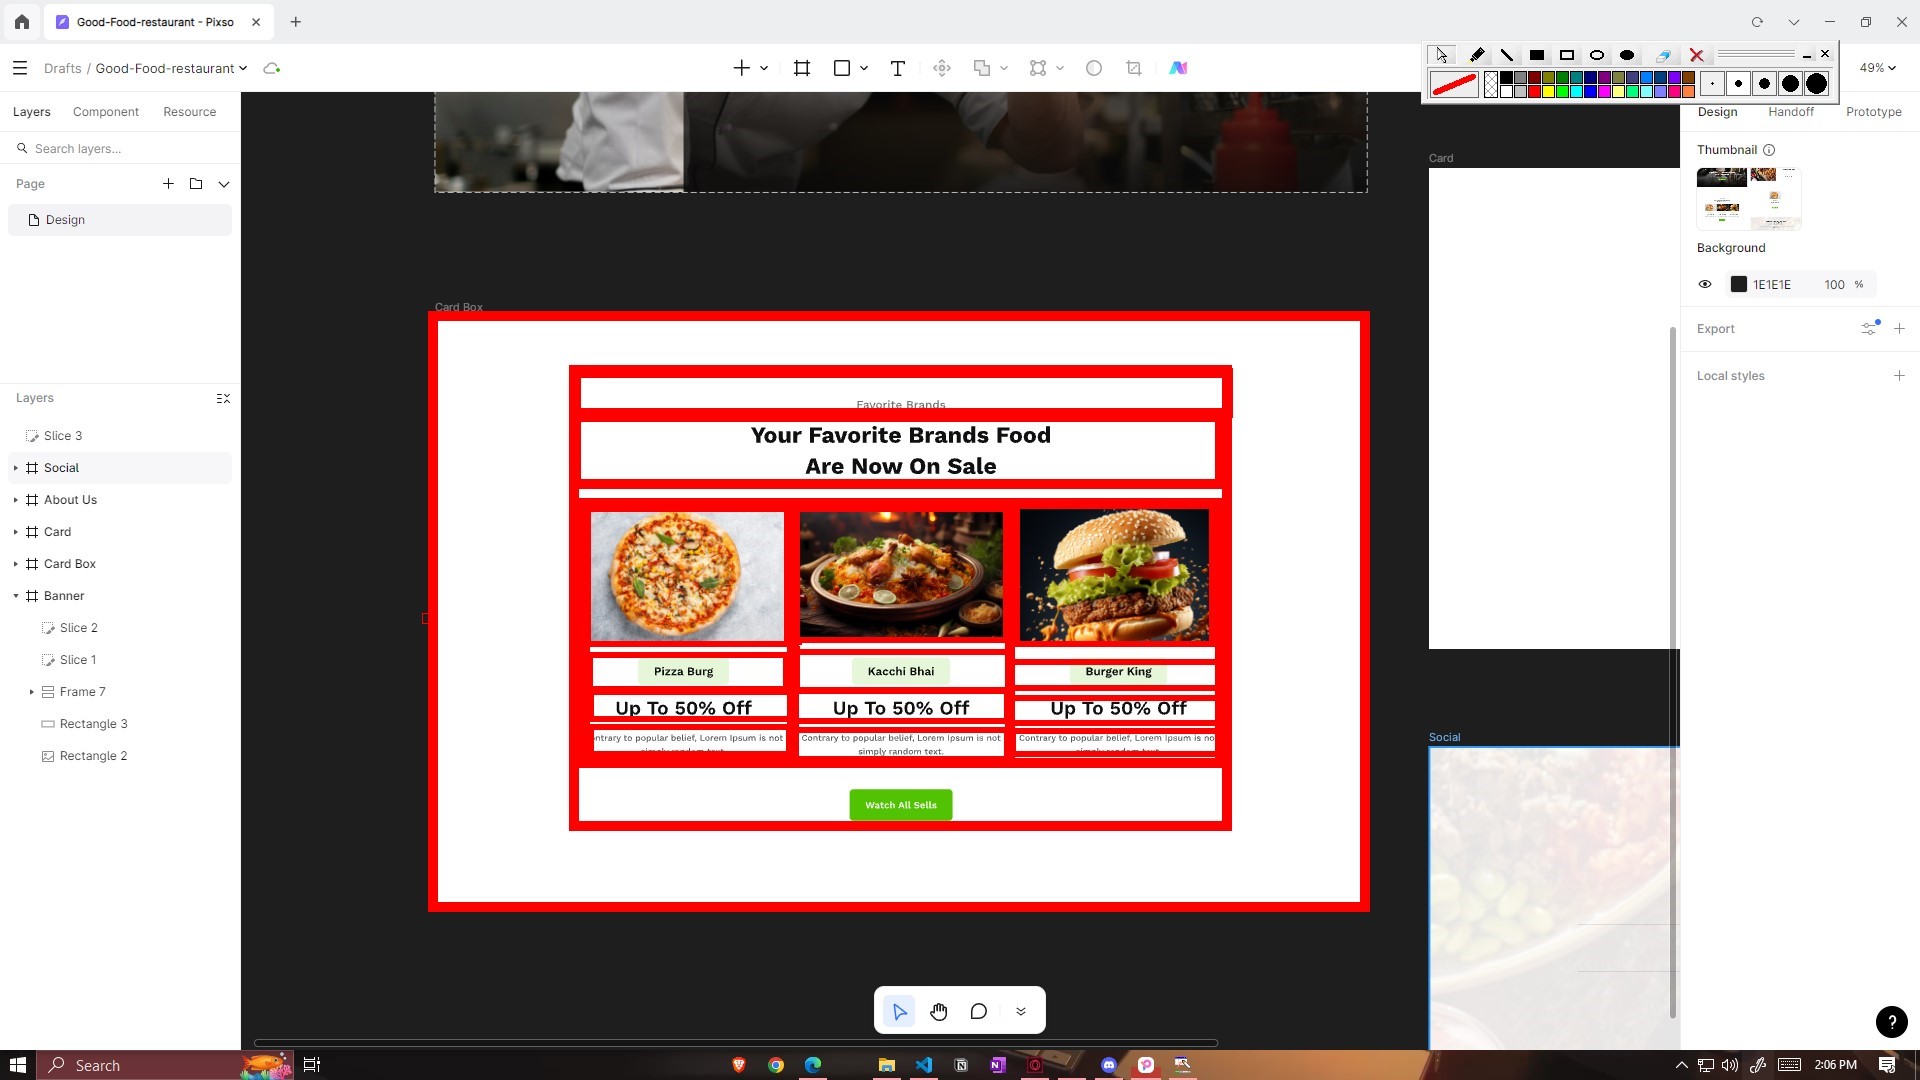 Good-Food-restaurant - Pixso
Drafts / Good-Food-restaurant
49%
Layers
Component
Resource
Design
Handoff
Prototype
Search layers...
Page
Design
Thumbnail
Background
1E1E1E
100
%
Export
Local styles
Layers
Slice 3
Social
About Us
Card
Card Box
Banner
Slice 2
Slice 1
Frame 7
Rectangle 3
Rectangle 2
Card Box
Favorite Brands
Your Favorite Brands Food
Are Now On Sale
Pizza Burg
Kacchi Bhai
Burger King
Up To 50% Off
Up To 50% Off
Up To 50% Off
ontrary to popular belief, Lorem Ipsum is not
simply random text.
Contrary to popular belief, Lorem Ipsum is not
simply random text.
Contrary to popular belief, Lorem Ipsum is no
Watch All Sells
Card
Social
?
Search
2:06 PM